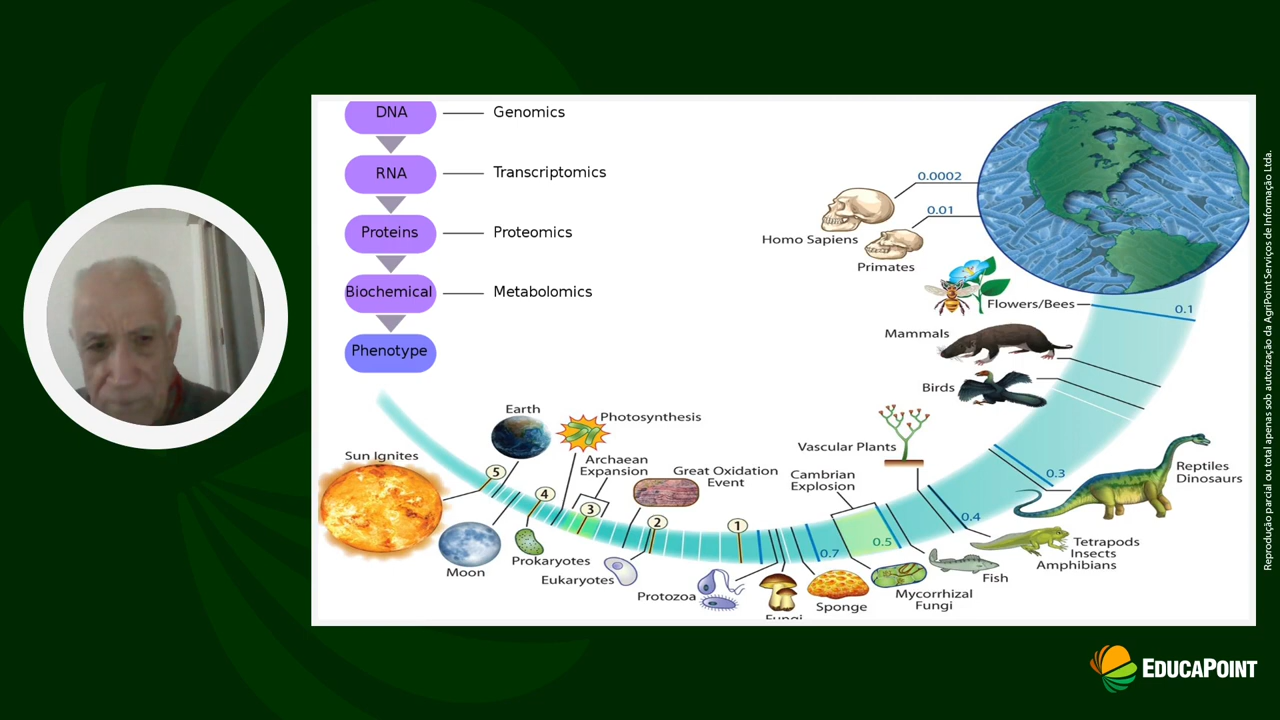 DNA
Genomics
RNA
Transcriptomics
Proteins
Proteomics
Biochemical
Metabolomics
Phenotype
0.0002
0.01
Homo Sapiens
Primates
Flowers/Bees
0.1
Mammals
Birds
Earth
Photosynthesis
Sun Ignites
Archaean
Expansion
Great Oxidation
Event
Vascular Plants
Cambrian
Explosion
0.3
Reptiles
Dinosaurs
5
4
3
2
1
0.7
0.5
0.4
Moon
Prokaryotes
Eukaryotes
Protozoa
Fungi
Sponge
Mycorrhizal
Fungi
Fish
Tetrapods
Insects
Amphibians
EDUCAPOINT
Reprodução parcial ou total apenas sob autorização da AgriPoint Serviços de Informação Ltda.